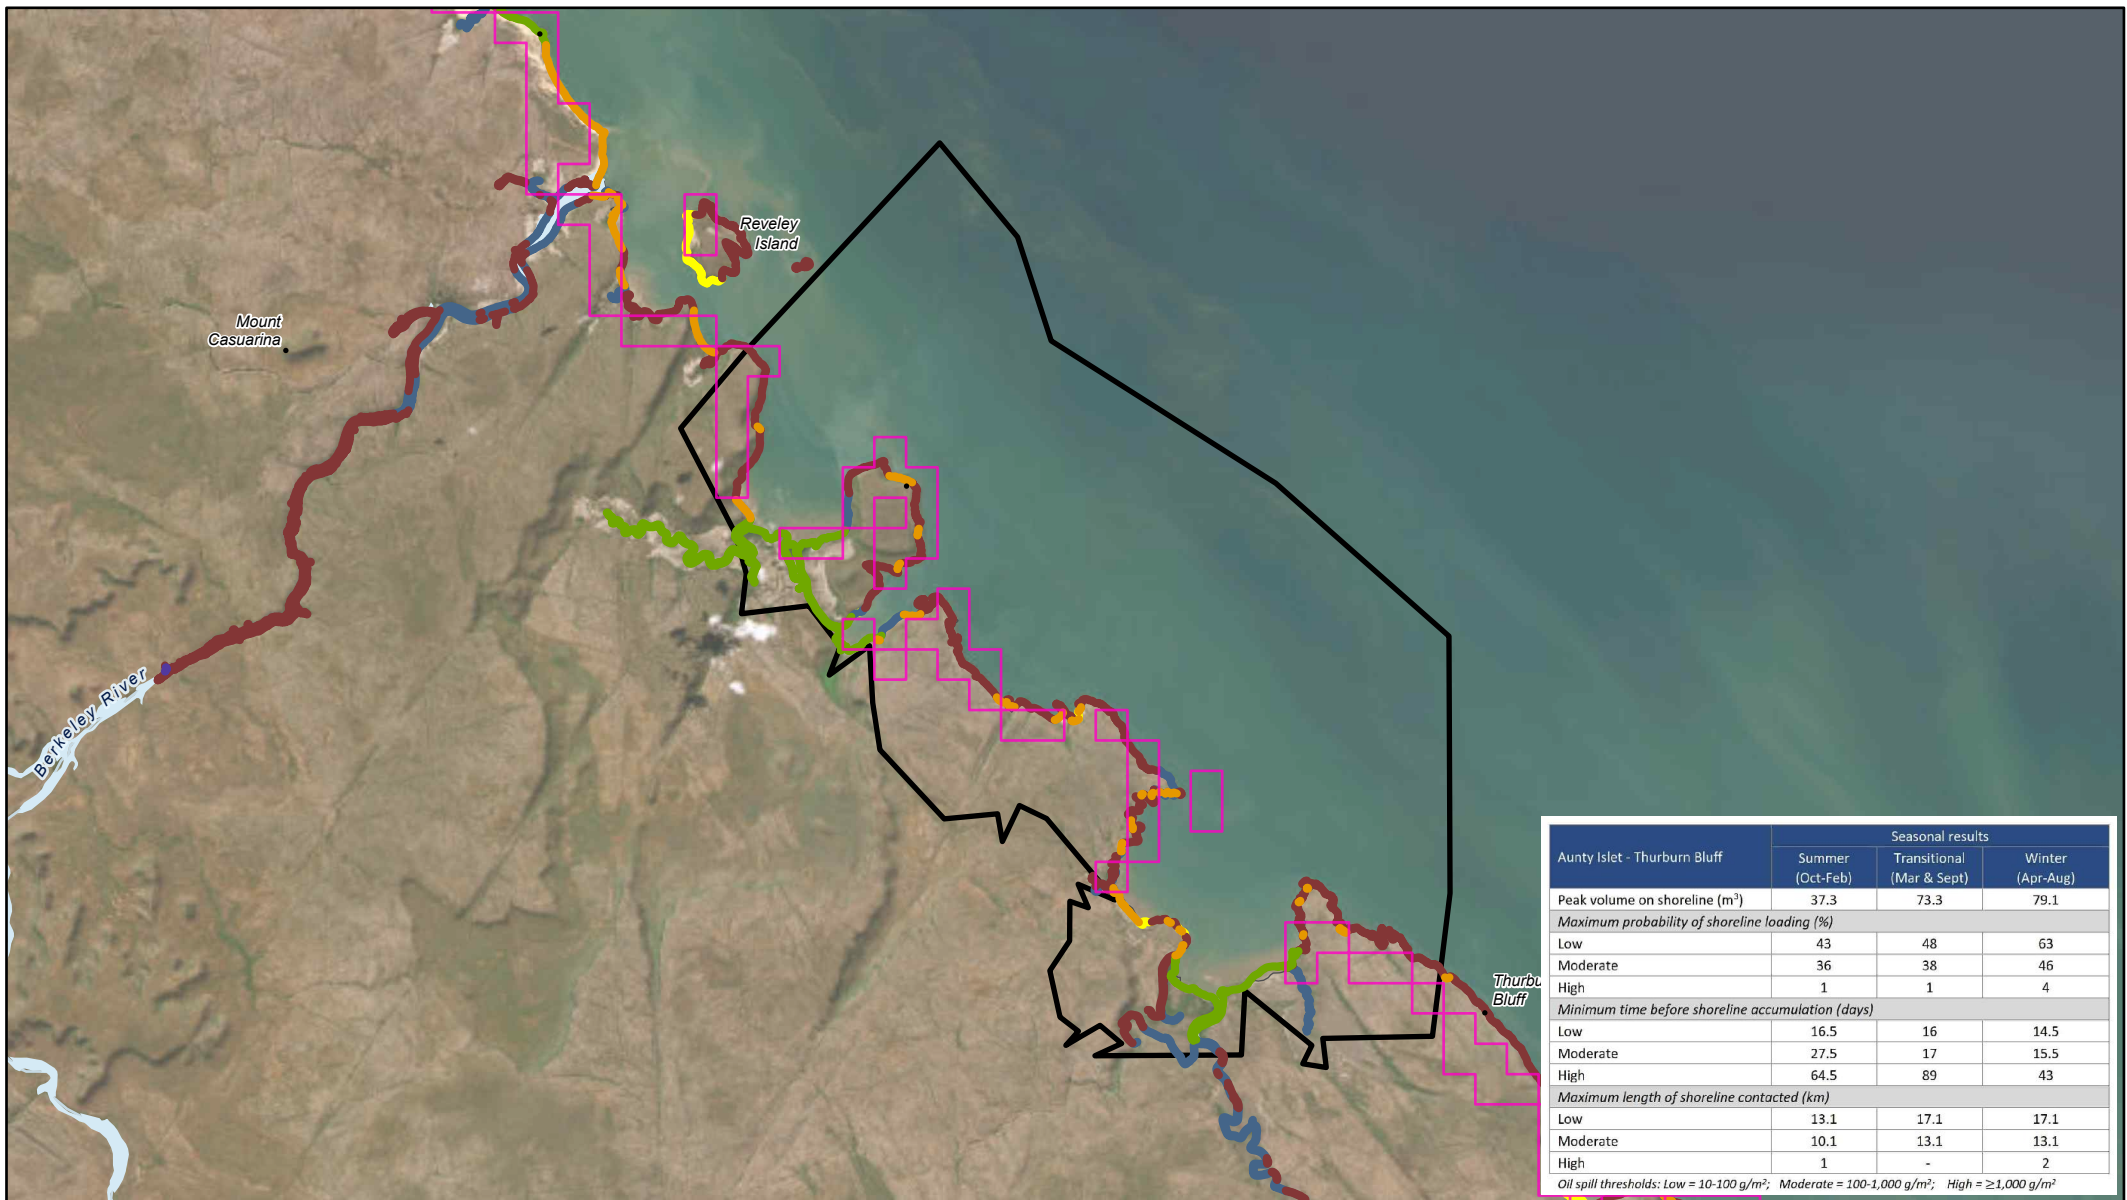 Reveley
Island
Mount
Casuarina
Berkeley River
Thurbu
Bluff
Aunty Islet - Thurburn Bluff
Seasonal results
Summer
(Oct-Feb)
Transitional
(Mar & Sept)
Winter
(Apr-Aug)
Peak volume on shoreline (m³) 37.3 73.3 79.1
Maximum probability of shoreline loading (%)
Low 43 48 63
Moderate 36 38 46
High 1 1 4
Minimum time before shoreline accumulation (days)
Low 16.5 16 14.5
Moderate 27.5 17 15.5
High 64.5 89 43
Maximum length of shoreline contacted (km)
Low 13.1 17.1 17.1
Moderate 10.1 13.1 13.1
High 1 - 2
Oil spill thresholds: Low = 10-100 g/m²; Moderate = 100-1,000 g/m²; High = ≥1,000 g/m²